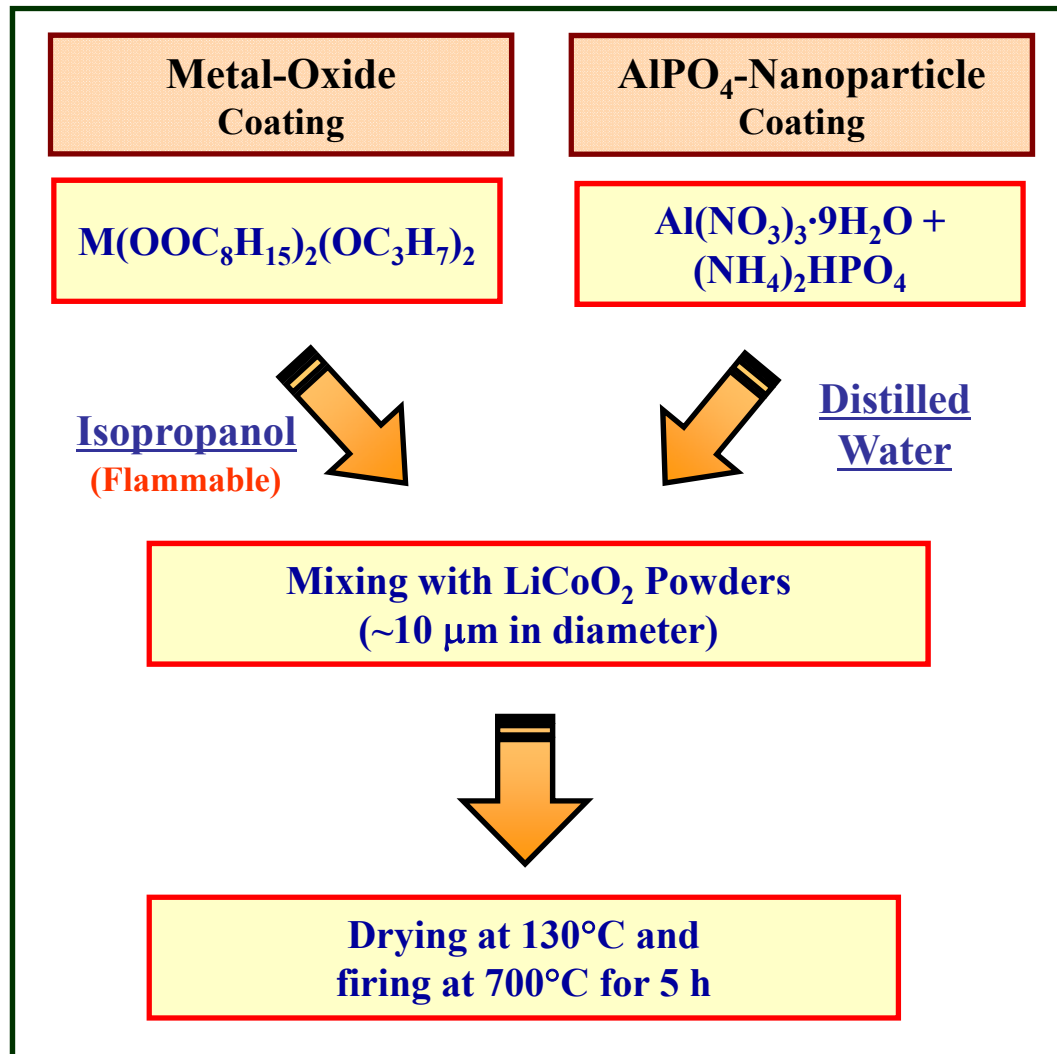 Metal-Oxide
Coating
AlPO₄-Nanoparticle
Coating
M(OOC₈H₁₅)₂(OC₃H₇)₂
Al(NO₃)₃·9H₂O +
(NH₄)₂HPO₄
Isopropanol
(Flammable)
Distilled
Water
Mixing with LiCoO₂ Powders
(~10 μm in diameter)
Drying at 130°C and
firing at 700°C for 5 h